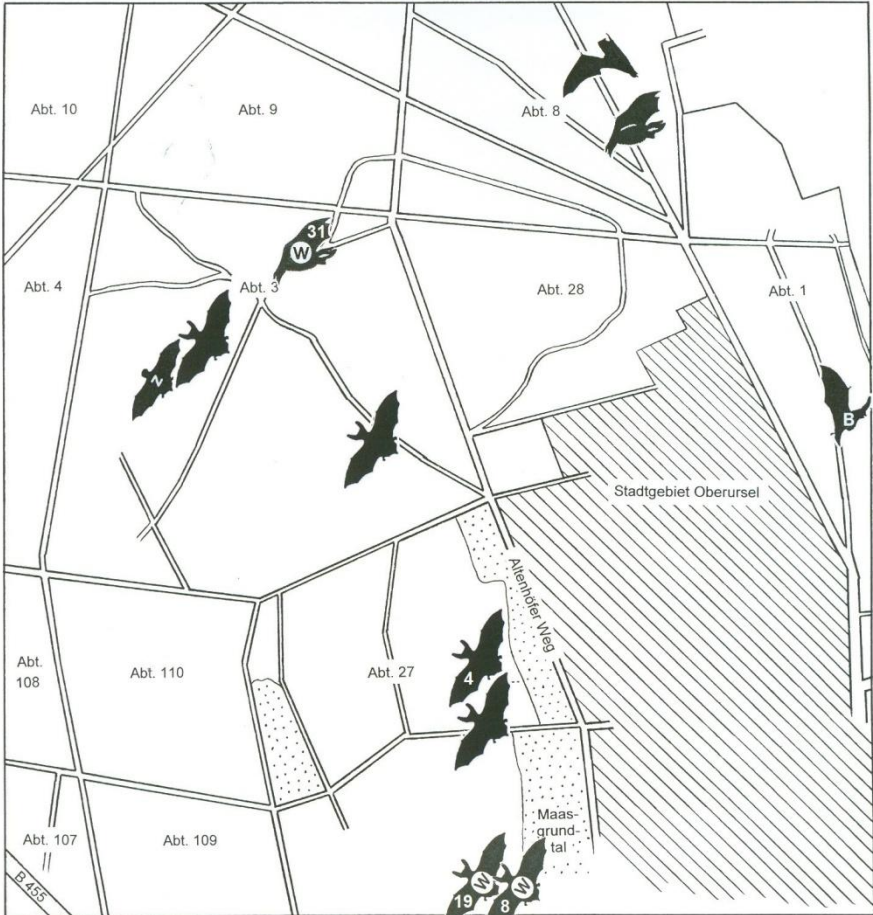 Abt. 10
Abt. 9
Abt. 8
31
W
Abt. 4
Abt. 3
Abt. 28
Abt. 1
N
B
Stadtgebiet Oberursel
Altenhöfer Weg
Abt.
108
Abt. 110
Abt. 27
4
Maas-
grund-
tal
Abt. 107
Abt. 109
B 455
W
19
W
8